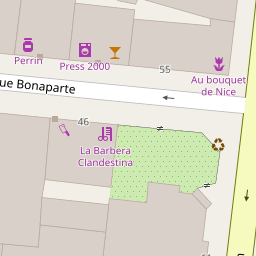 Perrin
Press 2000
55
Au bouquet
de Nice
ue Bonaparte
46
La Barbera
Clandestina